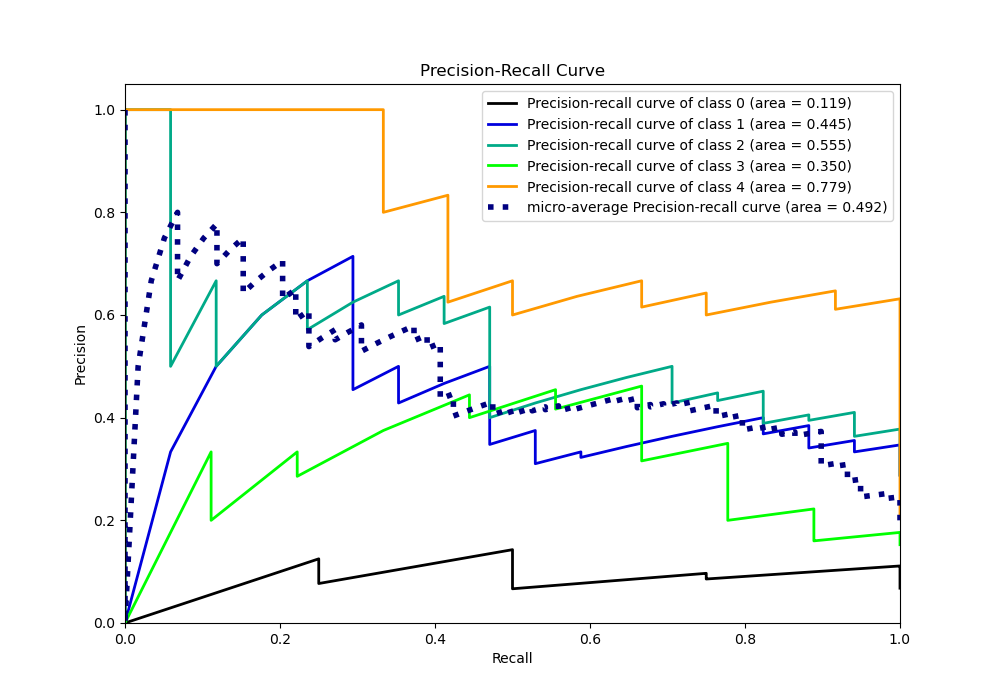 Precision-Recall Curve
1.0
0.8
0.6
0.4
0.2
0.0
Precision
0.0 0.2 0.4 0.6 0.8 1.0
Recall
Precision-recall curve of class 0 (area = 0.119)
Precision-recall curve of class 1 (area = 0.445)
Precision-recall curve of class 2 (area = 0.555)
Precision-recall curve of class 3 (area = 0.350)
Precision-recall curve of class 4 (area = 0.779)
micro-average Precision-recall curve (area = 0.492)